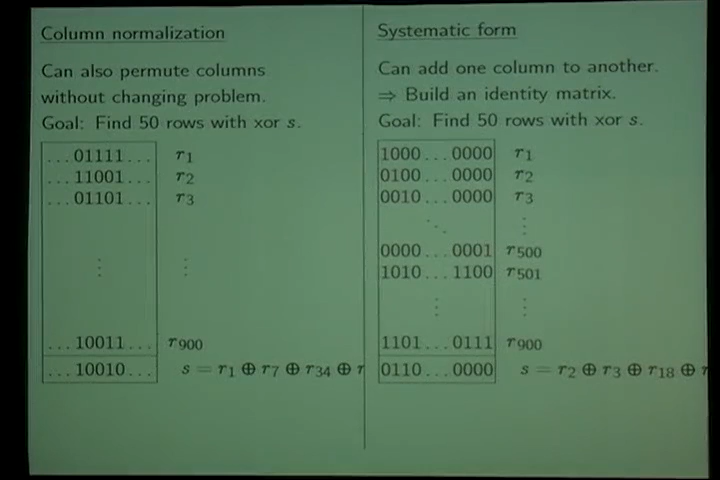 Column normalization
Can also permute columns
without changing problem.
Goal: Find 50 rows with xor s.
...01111... r1
...11001... r2
...01101... r3
⋮ ⋮
...10011... r900
...10010... s = r1 ⊕ r7 ⊕ r34 ⊕ r
Systematic form
Can add one column to another.
⇒ Build an identity matrix.
Goal: Find 50 rows with xor s.
1000...0000 r1
0100...0000 r2
0010...0000 r3
⋱ ⋮
0000...0001 r500
1010...1100 r501
⋮ ⋮
1101...0111 r900
0110...0000 s = r2 ⊕ r3 ⊕ r18 ⊕ r